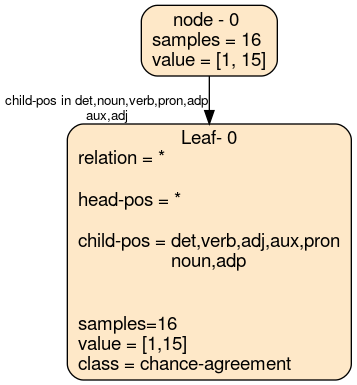 node - 0
samples = 16
value = [1, 15]
child-pos in det,noun,verb,pron,adp
aux,adj
Leaf- 0
relation = *
head-pos = *
child-pos = det,verb,adj,aux,pron
noun,adp
samples=16
value = [1,15]
class = chance-agreement